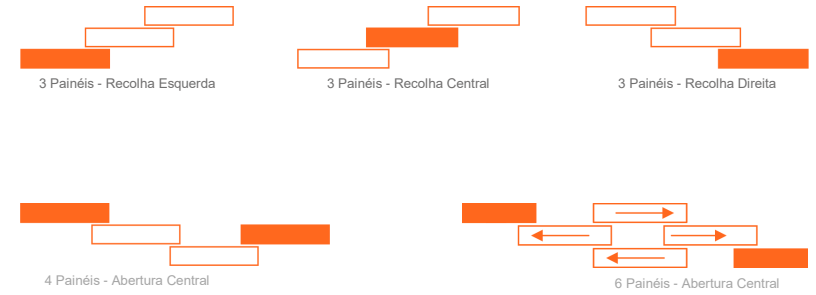 3 Painéis - Recolha Esquerda
3 Painéis - Recolha Central
3 Painéis - Recolha Direita
4 Painéis - Abertura Central
6 Painéis - Abertura Central